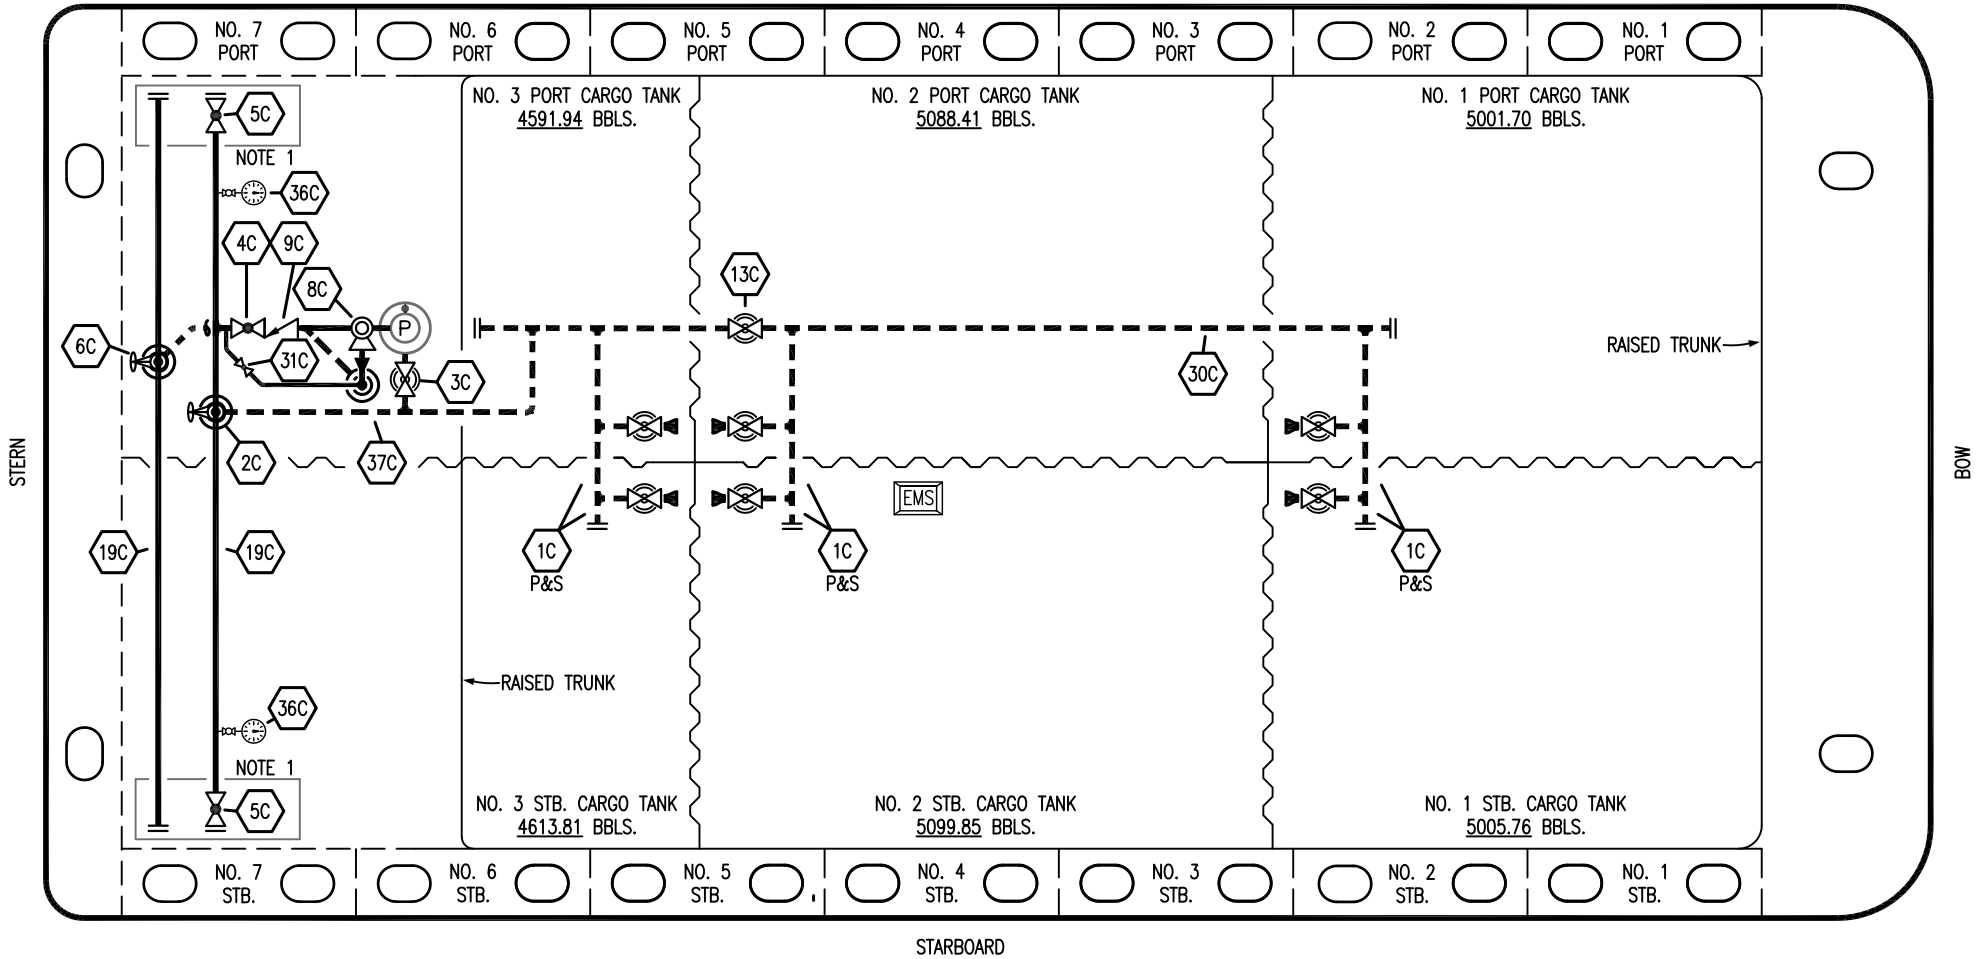 NO. 7
PORT
NO. 6
PORT
NO. 5
PORT
NO. 4
PORT
NO. 3
PORT
NO. 2
PORT
NO. 1
PORT
NO. 3 PORT CARGO TANK
4591.94 BBLS.
NO. 2 PORT CARGO TANK
5088.41 BBLS.
NO. 1 PORT CARGO TANK
5001.70 BBLS.
5C
NOTE 1
36C
4C
9C
8C
13C
P
6C
31C
3C
30C
RAISED TRUNK
2C
37C
STERN
BOW
EMS
19C
19C
1C
P&S
1C
P&S
1C
P&S
RAISED TRUNK
36C
NOTE 1
5C
NO. 3 STB. CARGO TANK
4613.81 BBLS.
NO. 2 STB. CARGO TANK
5099.85 BBLS.
NO. 1 STB. CARGO TANK
5005.76 BBLS.
NO. 7
STB.
NO. 6
STB.
NO. 5
STB.
NO. 4
STB.
NO. 3
STB.
NO. 2
STB.
NO. 1
STB.
STARBOARD